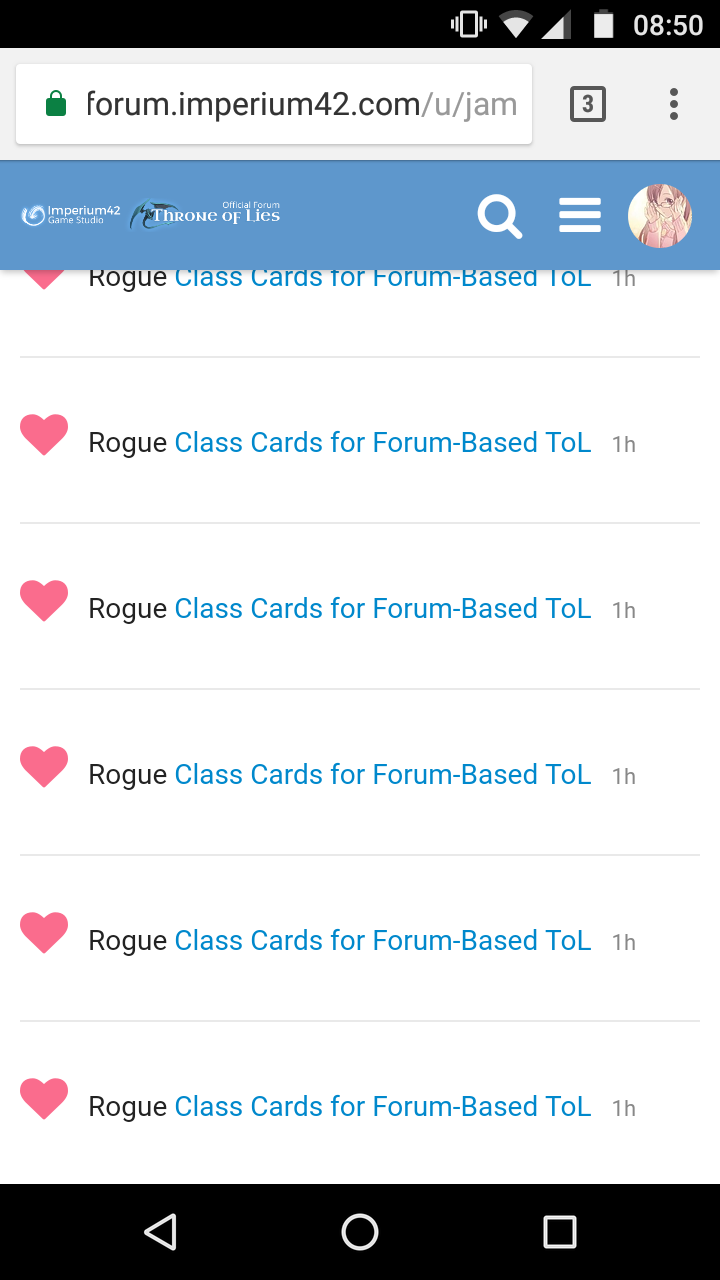 08:50
forum.imperium42.com/u/jam
3
Imperium42
Game Studio
Official Forum
Throne of Lies
Rogue Class Cards for Forum-Based ToL 1h
Rogue Class Cards for Forum-Based ToL 1h
Rogue Class Cards for Forum-Based ToL 1h
Rogue Class Cards for Forum-Based ToL 1h
Rogue Class Cards for Forum-Based ToL 1h
Rogue Class Cards for Forum-Based ToL 1h